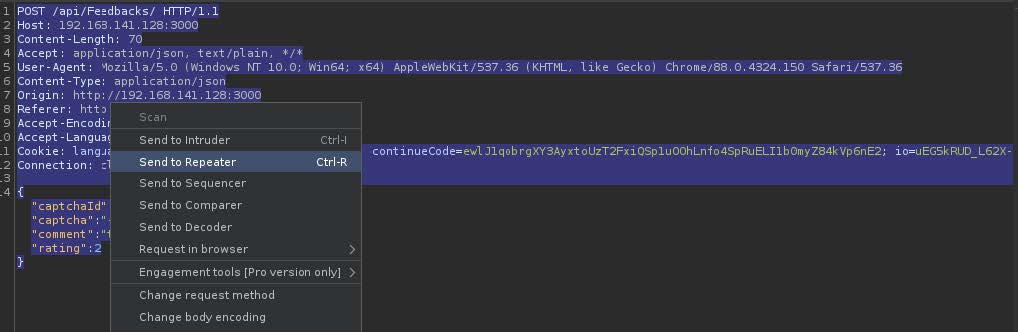 1 POST /api/Feedbacks/ HTTP/1.1
2 Host: 192.168.141.128:3000
3 Content-Length: 70
4 Accept: application/json, text/plain, */*
5 User-Agent: Mozilla/5.0 (Windows NT 10.0; Win64; x64) AppleWebKit/537.36 (KHTML, like Gecko) Chrome/88.0.4324.150 Safari/537.36
6 Content-Type: application/json
7 Origin: http://192.168.141.128:3000
8 Referer: http
9 Accept-Encodin
10 Accept-Languag
11 Cookie: langua continueCode=ewlJ1qobrgXY3AyxtoUzT2FxiQSp1uOOhLnfo4SpRuELI1bOmyZ84kVp6nE2; io=uEG5kRUD_L62X-
12 Connection: cl
13
14 {
"captchaId"
"captcha":"
"comment":"
"rating":2
}
Scan
Send to Intruder Ctrl-I
Send to Repeater Ctrl-R
Send to Sequencer
Send to Comparer
Send to Decoder
Request in browser >
Engagement tools [Pro version only] >
Change request method
Change body encoding